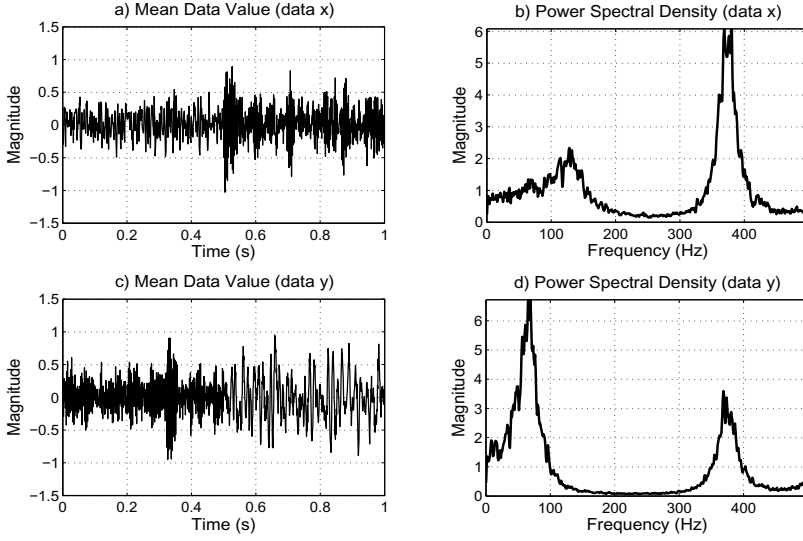 a) Mean Data Value (data x)
1.5
1
0.5
0
−0.5
−1
−1.5
Magnitude
0 0.2 0.4 0.6 0.8 1
Time (s)
b) Power Spectral Density (data x)
6
5
4
3
2
1
0
Magnitude
0 100 200 300 400
Frequency (Hz)
c) Mean Data Value (data y)
1.5
1
0.5
0
−0.5
−1
−1.5
Magnitude
0 0.2 0.4 0.6 0.8 1
Time (s)
d) Power Spectral Density (data y)
6
5
4
3
2
1
0
Magnitude
0 100 200 300 400
Frequency (Hz)